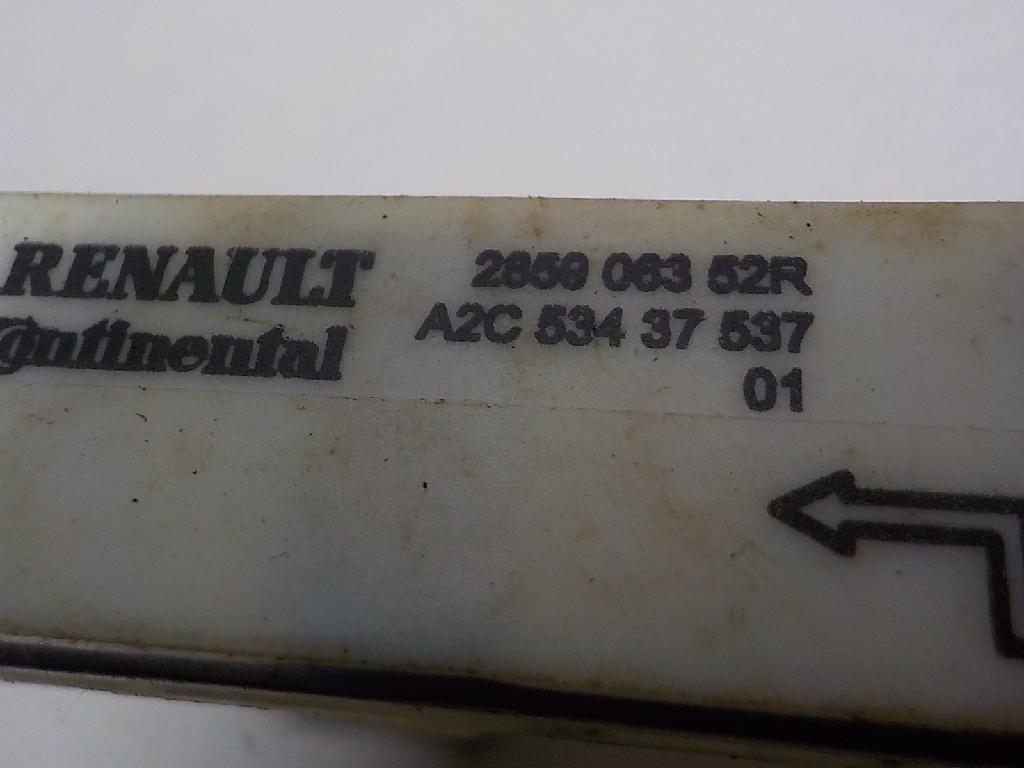 RENAULT
Continental
2859 063 52R
A2C 534 37 537
01